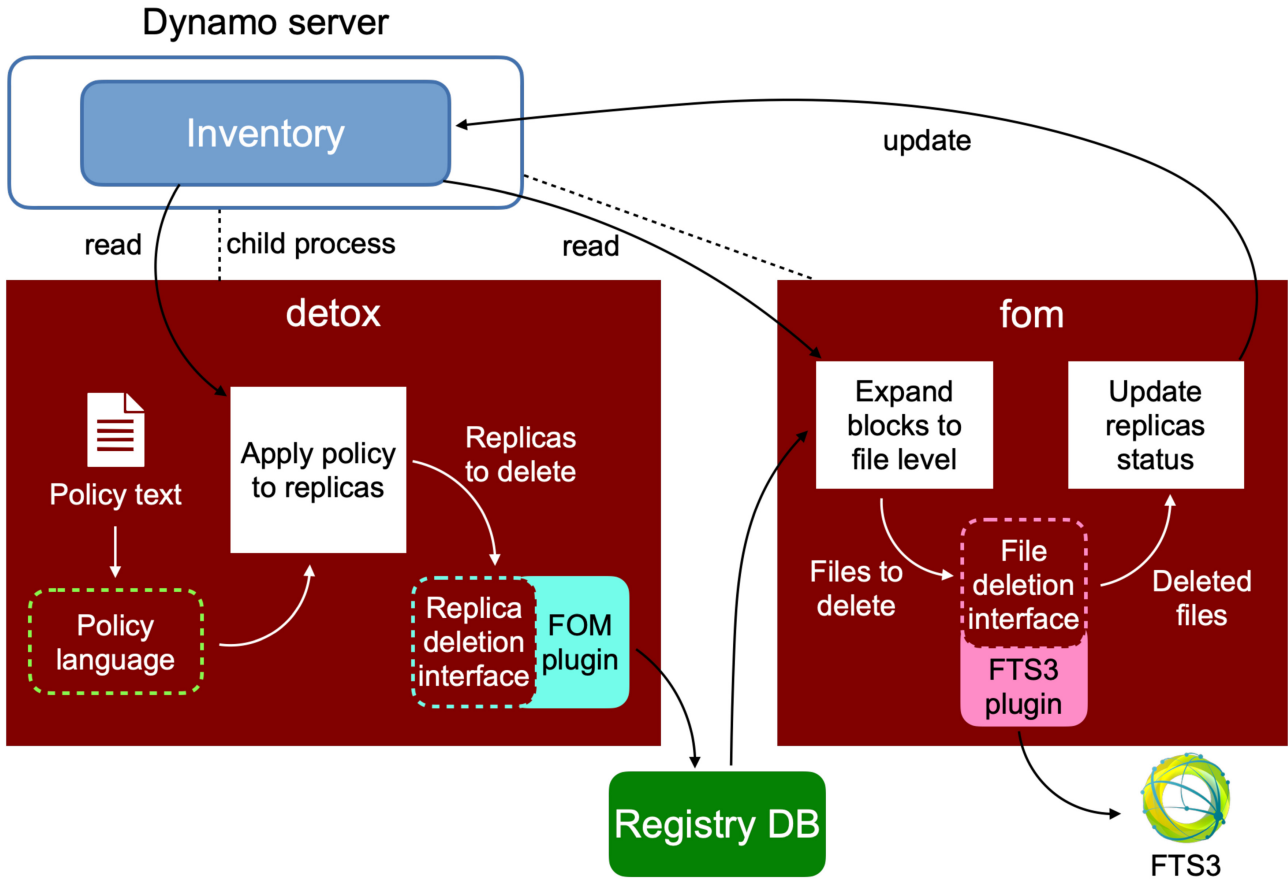 Dynamo server
Inventory
update
read
child process
read
detox
fom
Policy text
Apply policy
to replicas
Replicas
to delete
Policy
language
Replica
deletion
interface
FOM
plugin
Expand
blocks to
file level
Update
replicas
status
Files to
delete
File
deletion
interface
Deleted
files
FTS3
plugin
Registry DB
FTS3